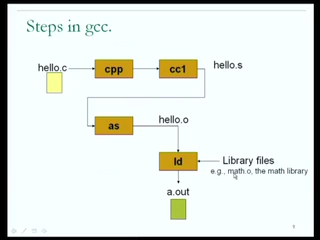 Steps in gcc.
hello.c
cpp
cc1
hello.s
as
hello.o
ld
Library files
e.g., math.o, the math library
a.out